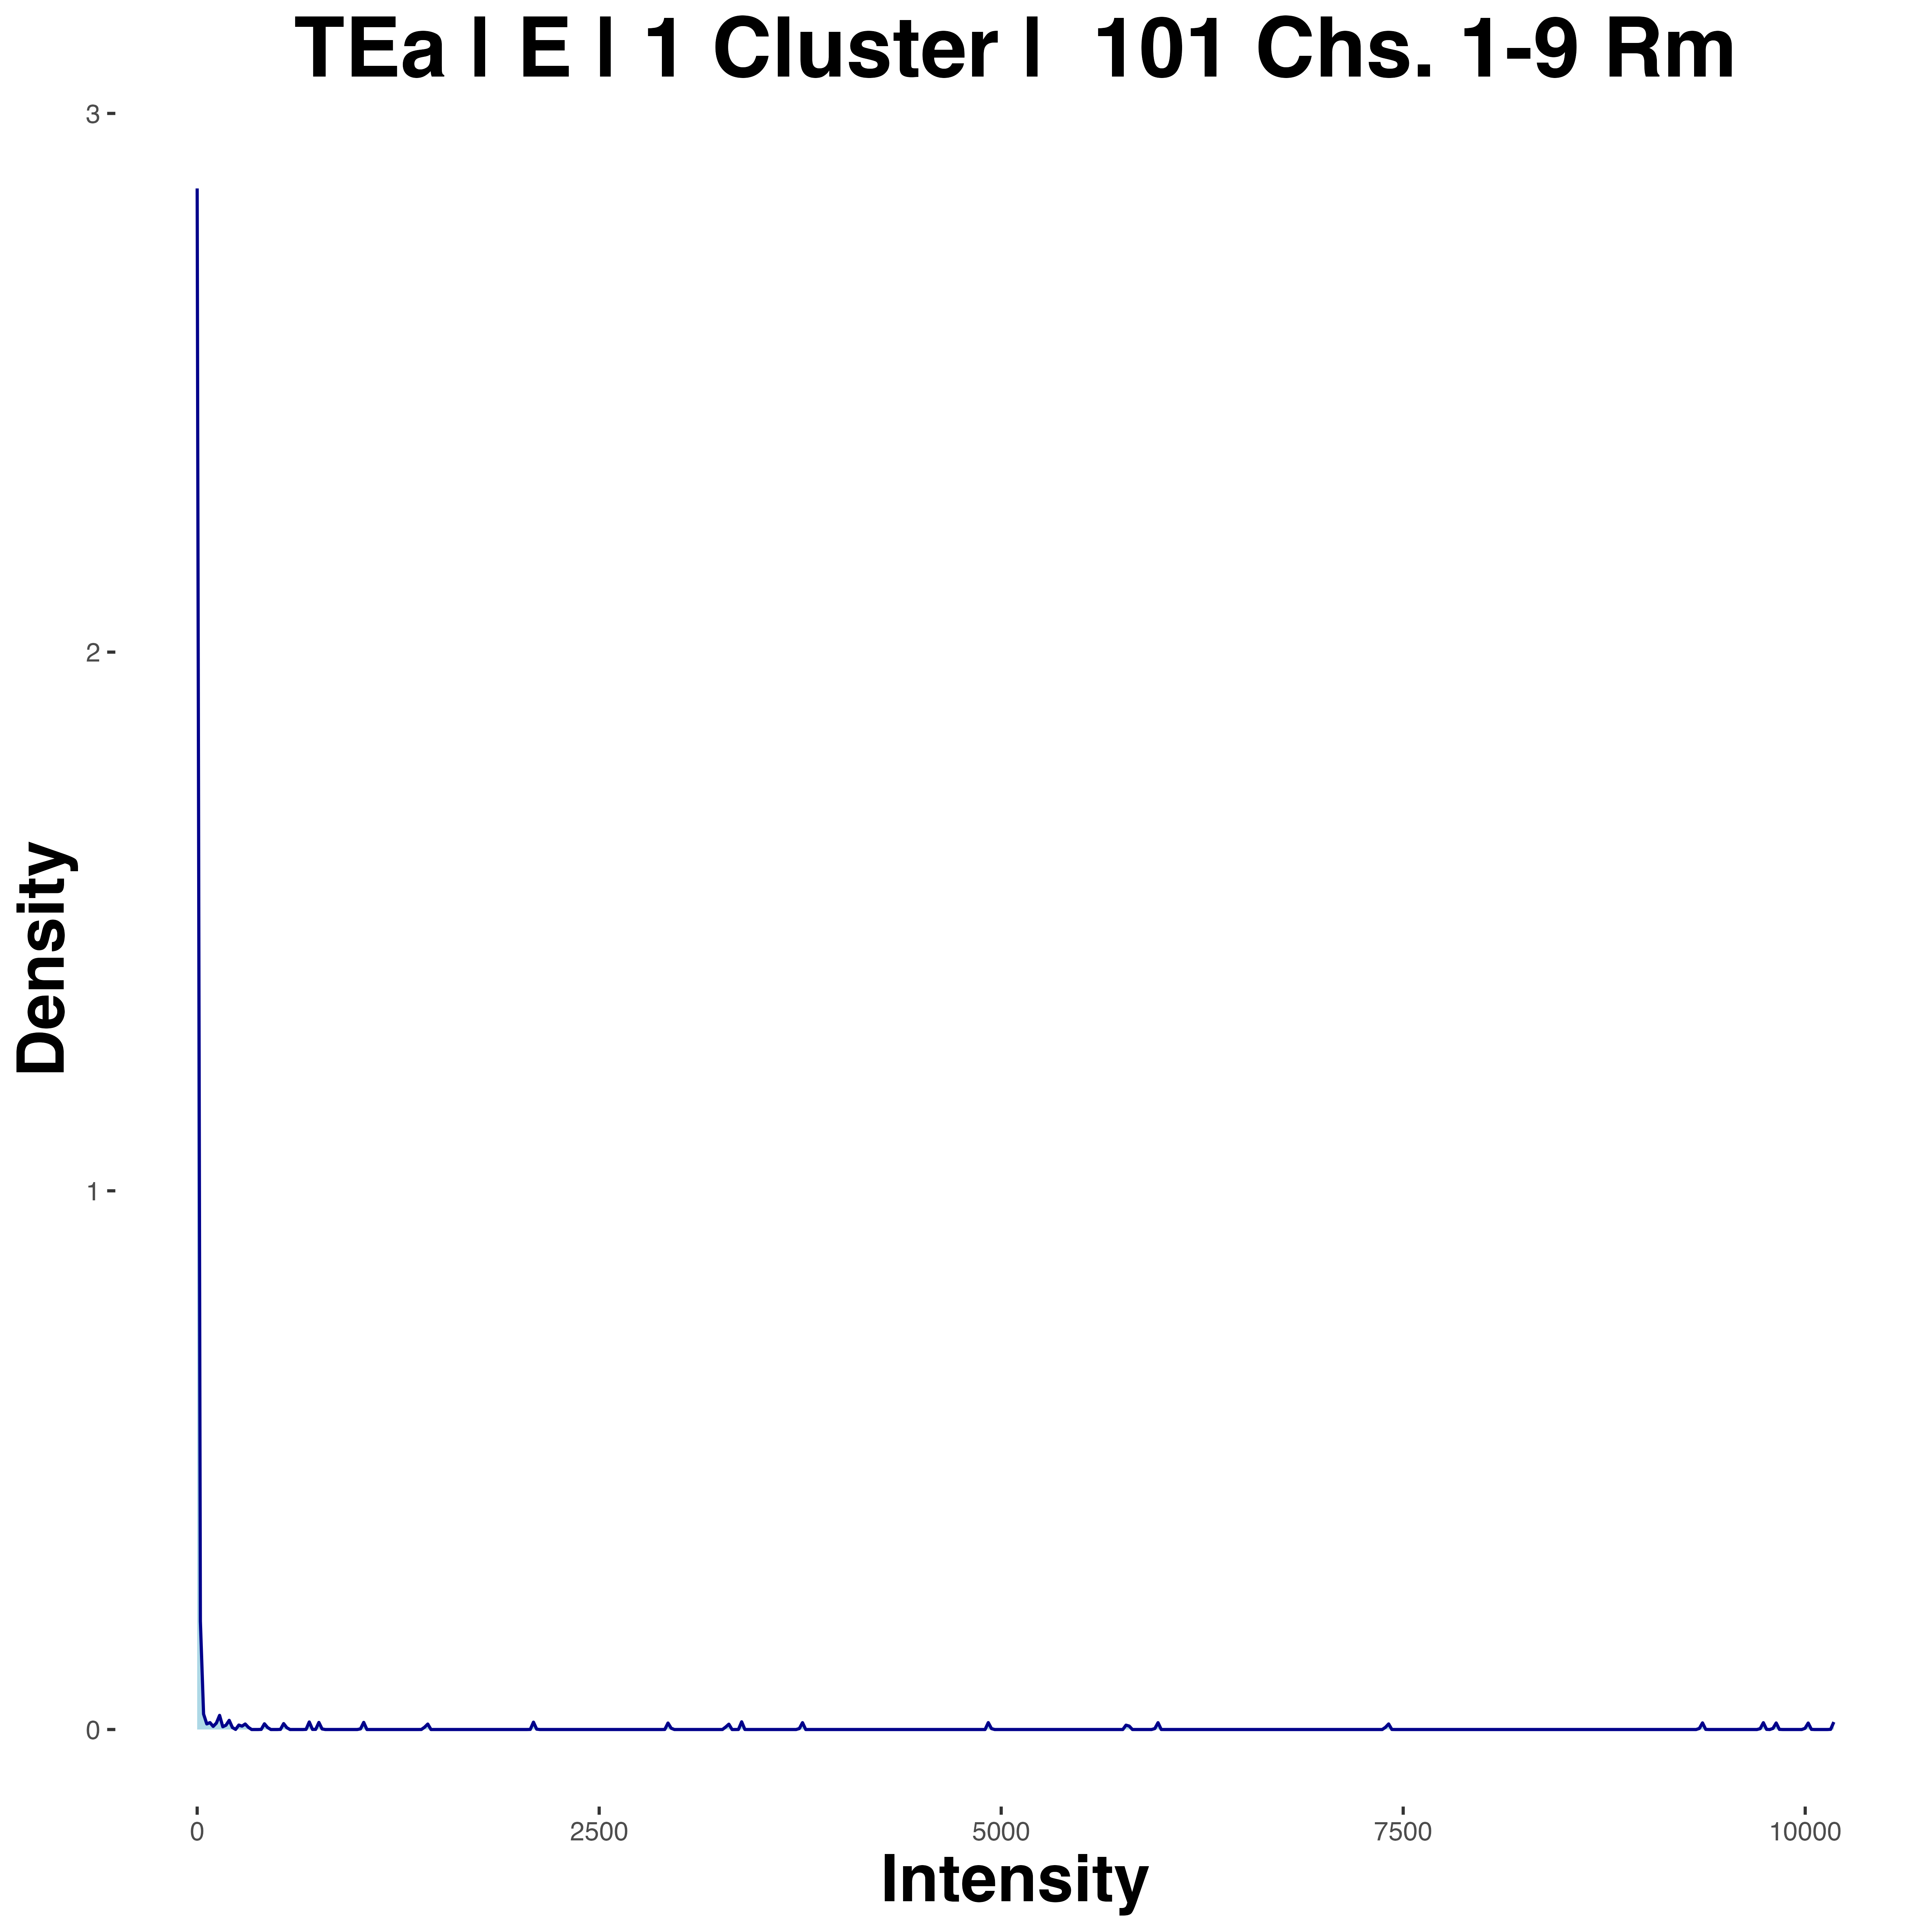 TEa | E | 1 Cluster |  101 Chs. 1-9 Rm
3
2
1
0
Density
0 2500 5000 7500 10000
Intensity